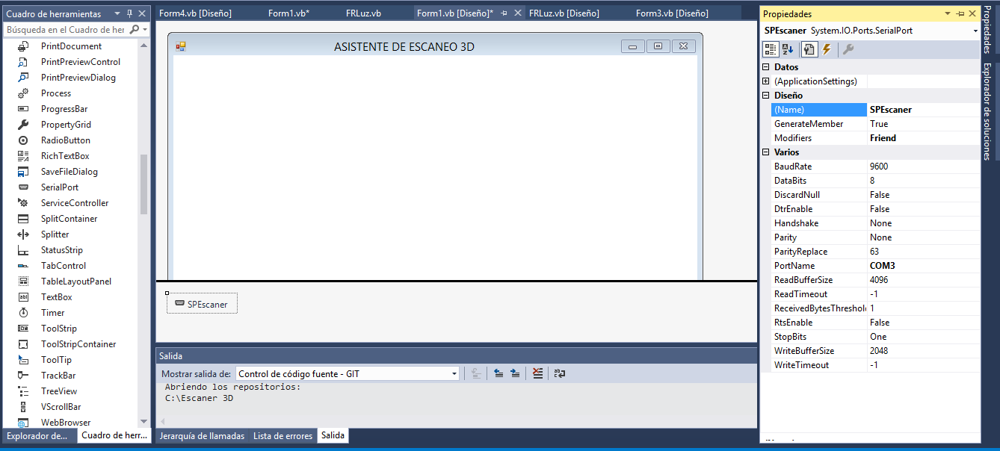 Cuadro de herramientas
Búsqueda en el Cuadro de her
PrintDocument
PrintPreviewControl
PrintPreviewDialog
Process
ProgressBar
PropertyGrid
RadioButton
RichTextBox
SaveFileDialog
SerialPort
ServiceController
SplitContainer
Splitter
StatusStrip
TabControl
TableLayoutPanel
TextBox
Timer
ToolStrip
ToolStripContainer
ToolTip
TrackBar
TreeView
VScrollBar
WebBrowser
Explorador de...
Cuadro de herr...
Form4.vb [Diseño]
Form1.vb*
FRLuz.vb
Form1.vb [Diseño]*
FRLuz.vb [Diseño]
Form3.vb [Diseño]
ASISTENTE DE ESCANEO 3D
SPEscaner
Salida
Mostrar salida de: Control de código fuente - GIT
Abriendo los repositorios:
C:\Escaner 3D
Jerarquía de llamadas
Lista de errores
Salida
Propiedades
SPEscaner System.IO.Ports.SerialPort
Datos
(ApplicationSettings)
Diseño
(Name) SPEscaner
GenerateMember True
Modifiers Friend
Varios
BaudRate 9600
DataBits 8
DiscardNull False
DtrEnable False
Handshake None
Parity None
ParityReplace 63
PortName COM3
ReadBufferSize 4096
ReadTimeout -1
ReceivedBytesThreshol 1
RtsEnable False
StopBits One
WriteBufferSize 2048
WriteTimeout -1
Propiedades
Explorador de soluciones